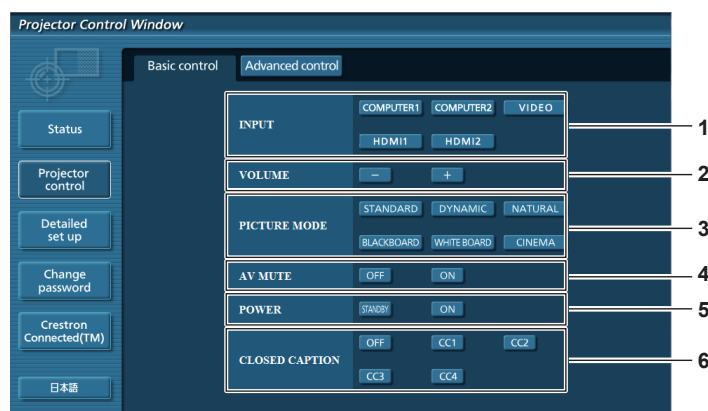 Projector Control Window
Basic control Advanced control
Status
Projector
control
Detailed
set up
Change
password
Crestron
Connected(TM)
日本語
INPUT COMPUTER1 COMPUTER2 VIDEO
HDMI1 HDMI2
1
VOLUME - +
2
PICTURE MODE STANDARD DYNAMIC NATURAL
BLACKBOARD WHITE BOARD CINEMA
3
AV MUTE OFF ON
4
POWER STANDBY ON
5
CLOSED CAPTION OFF CC1 CC2
CC3 CC4
6